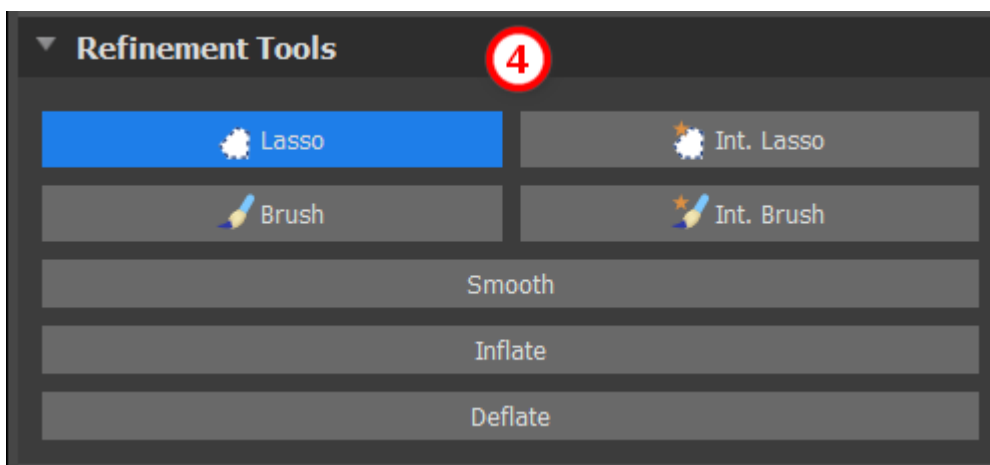 Refinement Tools 4
Lasso Int. Lasso
Brush Int. Brush
Smooth
Inflate
Deflate